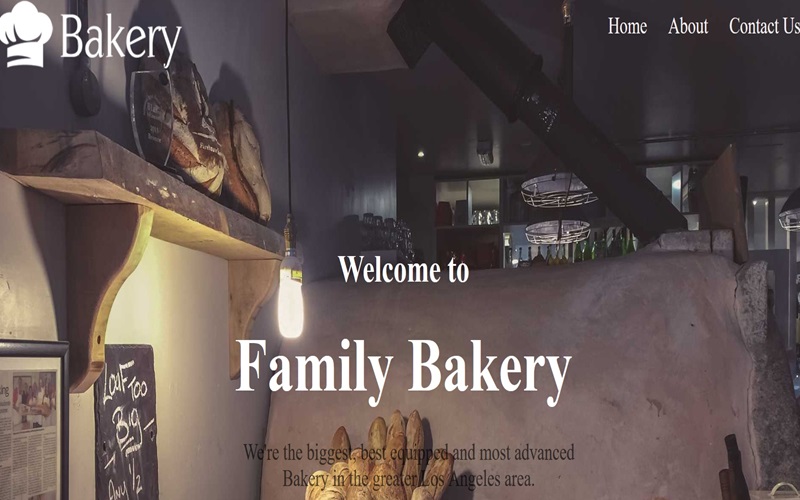 Bakery
Home About Contact Us
Welcome to
Family Bakery
We're the biggest, best equipped and most advanced
Bakery in the greater Los Angeles area.
LOAF TOO
BIG
ANY 1/2